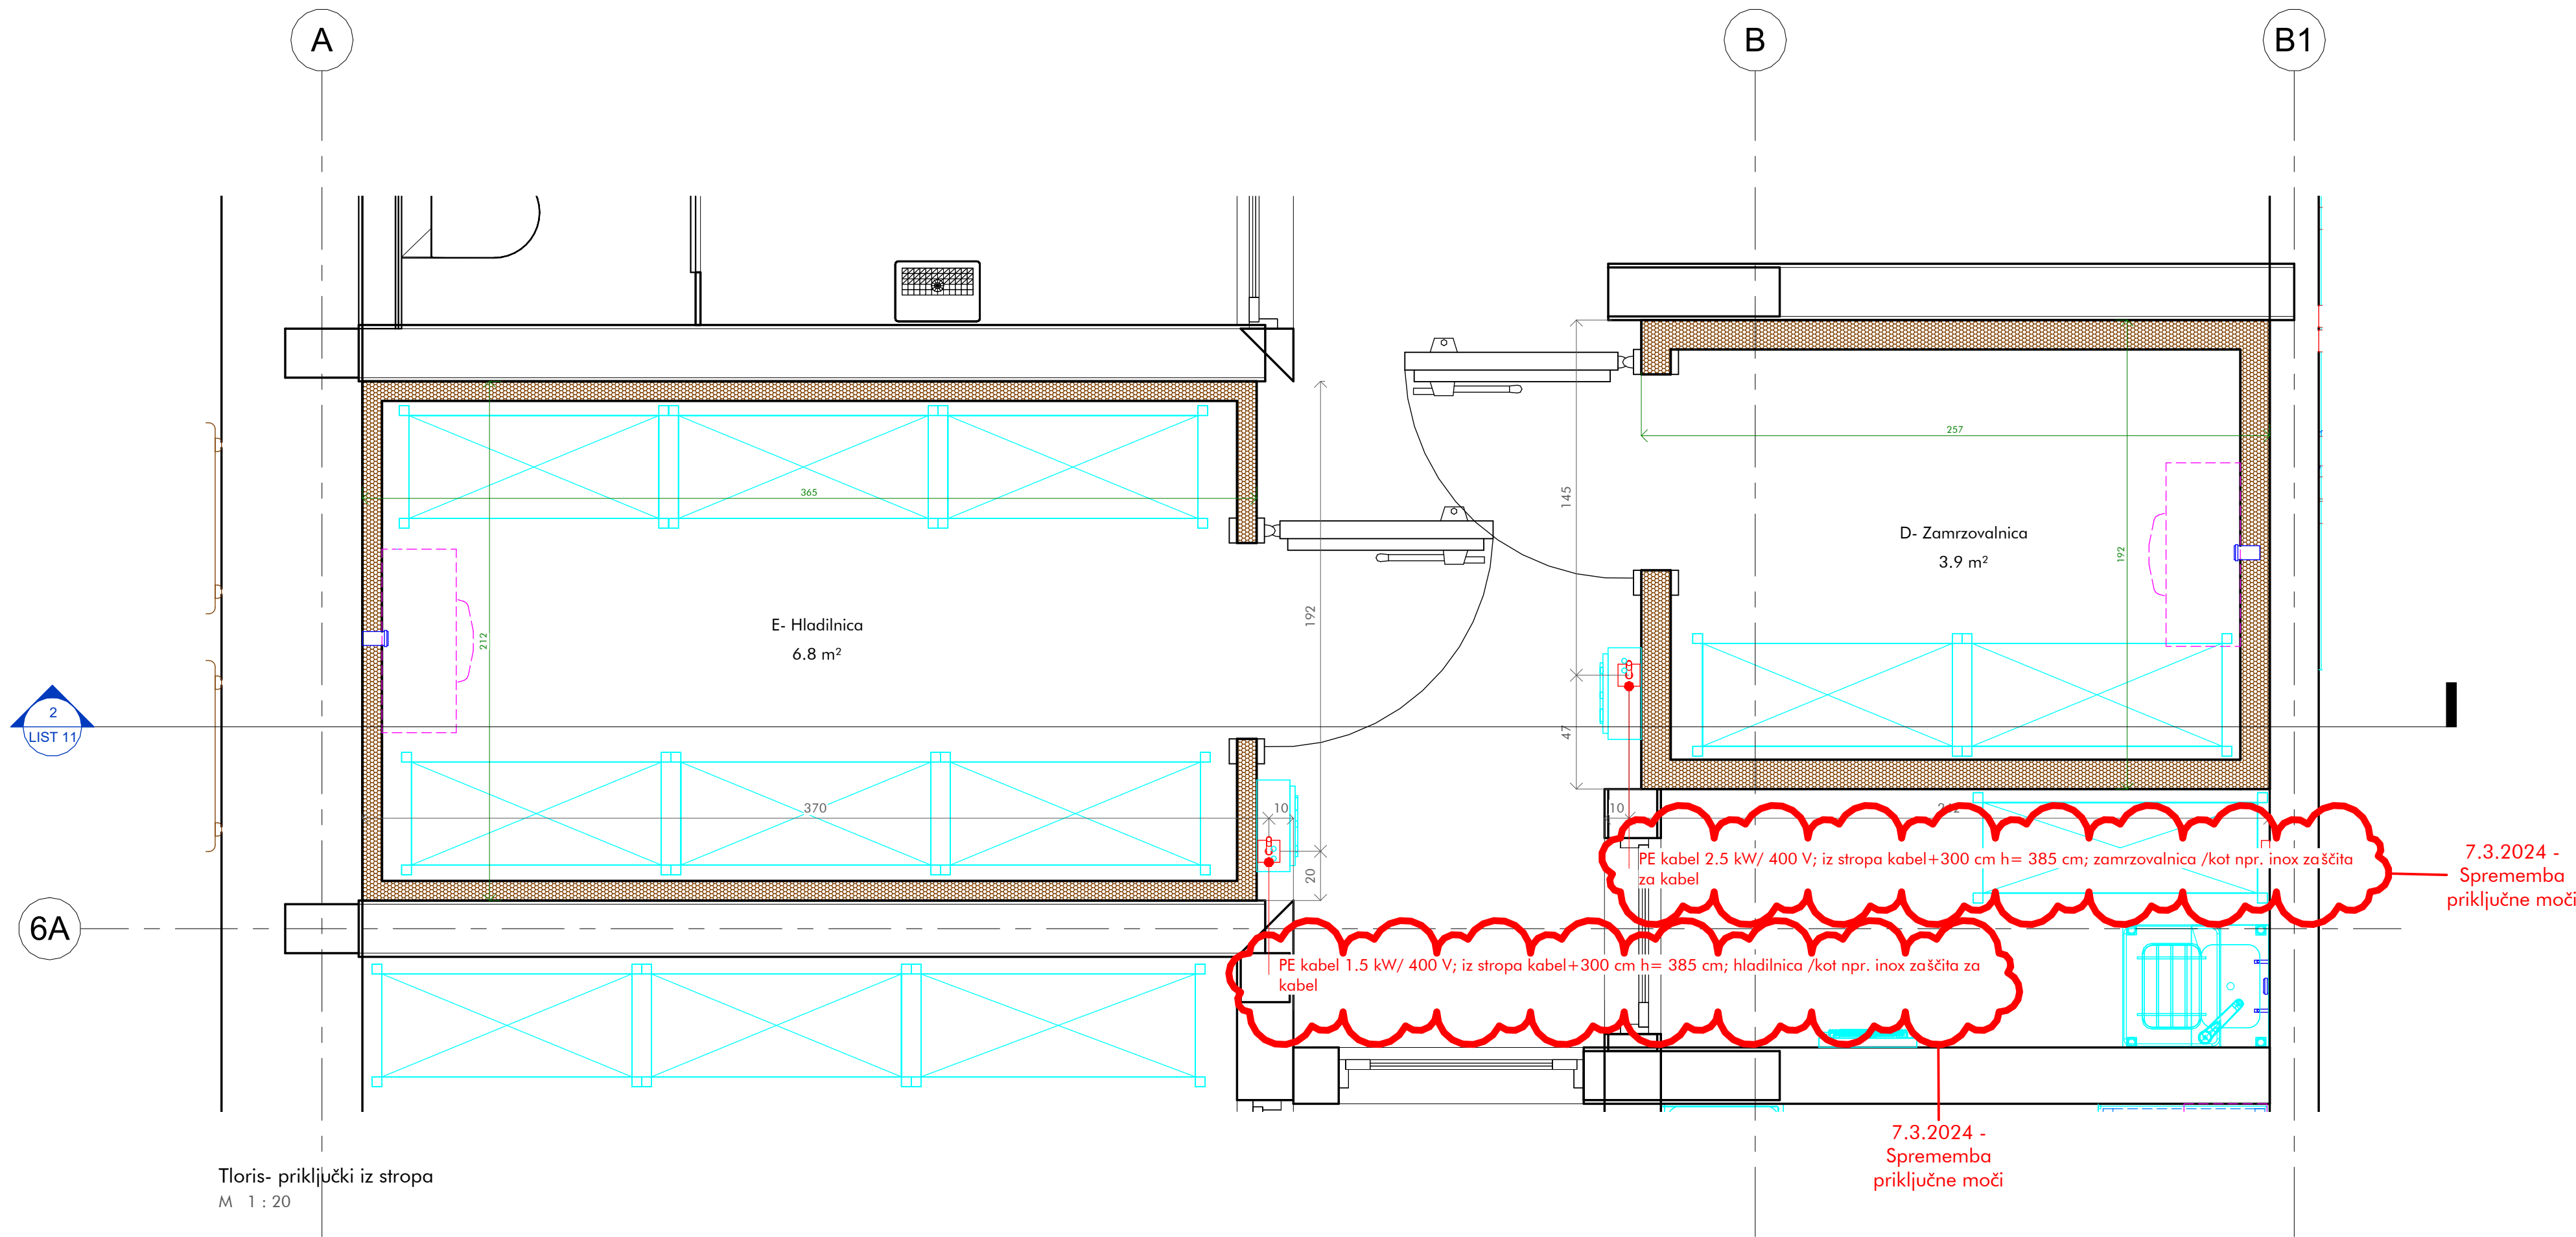 A
B
B1
257
145
365
D- Zamrzovalnica
3.9 m²
192
E- Hladilnica
6.8 m²
212
192
2
LIST 11
47
370
10
10
20
PE kabel 2.5 kW/ 400 V; iz stropa kabel+300 cm h= 385 cm; zamrzovalnica /kot npr. inox zaščita
za kabel
7.3.2024 -
Sprememba
priključne moči
6A
PE kabel 1.5 kW/ 400 V; iz stropa kabel+300 cm h= 385 cm; hladilnica /kot npr. inox zaščita za
kabel
7.3.2024 -
Sprememba
priključne moči
Tloris- priključki iz stropa
M 1 : 20